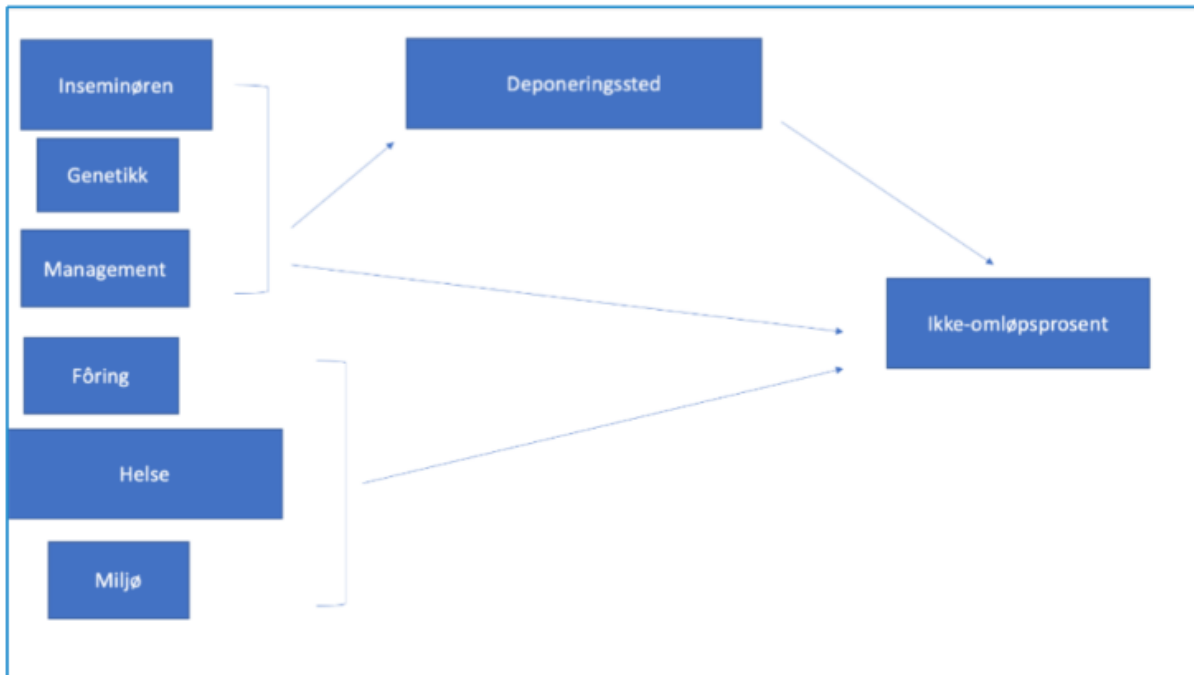 Inseminøren
Deponeringssted
Genetikk
Management
Ikke-omløpsprosent
Fôring
Helse
Miljø